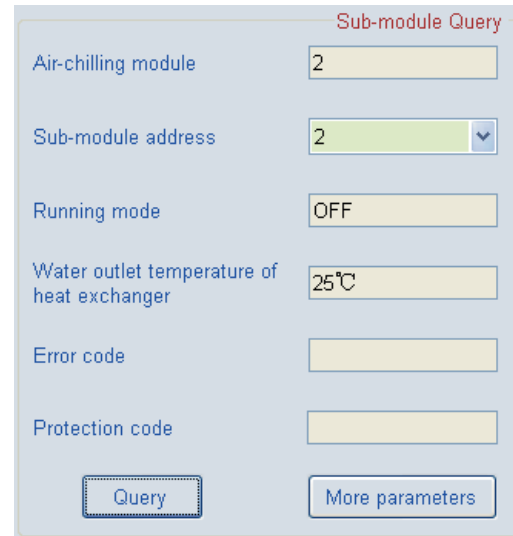 Sub-module Query
Air-chilling module 2
Sub-module address 2
Running mode OFF
Water outlet temperature of
heat exchanger 25℃
Error code
Protection code
Query More parameters